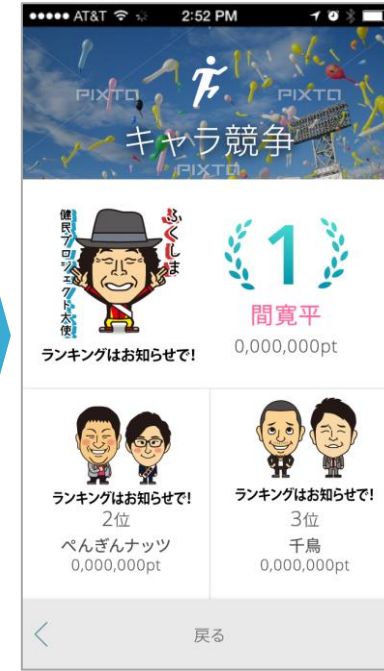 AT&T 2:52 PM
PIXTO PIXTO
キャラ競争
PIXTO
健民プロジェクト大使
ふくしま
ランキングはお知らせで!
1
間寛平
0,000,000pt
ランキングはお知らせで!
2位
ぺんぎんナッツ
0,000,000pt
ランキングはお知らせで!
3位
千鳥
0,000,000pt
戻る